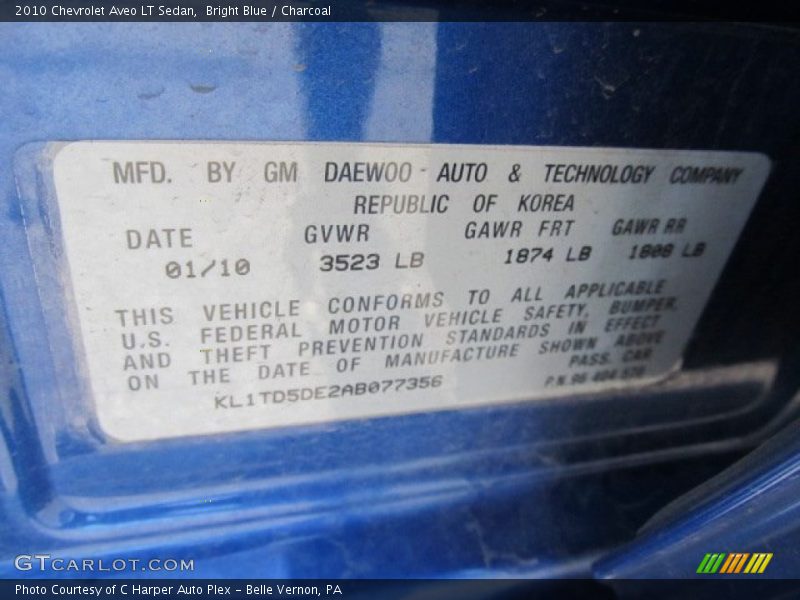 2010 Chevrolet Aveo LT Sedan, Bright Blue / Charcoal
MFD. BY GM DAEWOO - AUTO & TECHNOLOGY COMPANY
REPUBLIC OF KOREA
DATE GVWR GAWR FRT GAWR RR
01/10 3523 LB 1874 LB 1808 LB
THIS VEHICLE CONFORMS TO ALL APPLICABLE
U.S. FEDERAL MOTOR VEHICLE SAFETY, BUMPER,
AND THEFT PREVENTION STANDARDS IN EFFECT
ON THE DATE OF MANUFACTURE SHOWN ABOVE
PASS. CAR
KL1TD5DE2AB077356 P.N.96
GTCARLOT.COM
Photo Courtesy of C Harper Auto Plex - Belle Vernon, PA